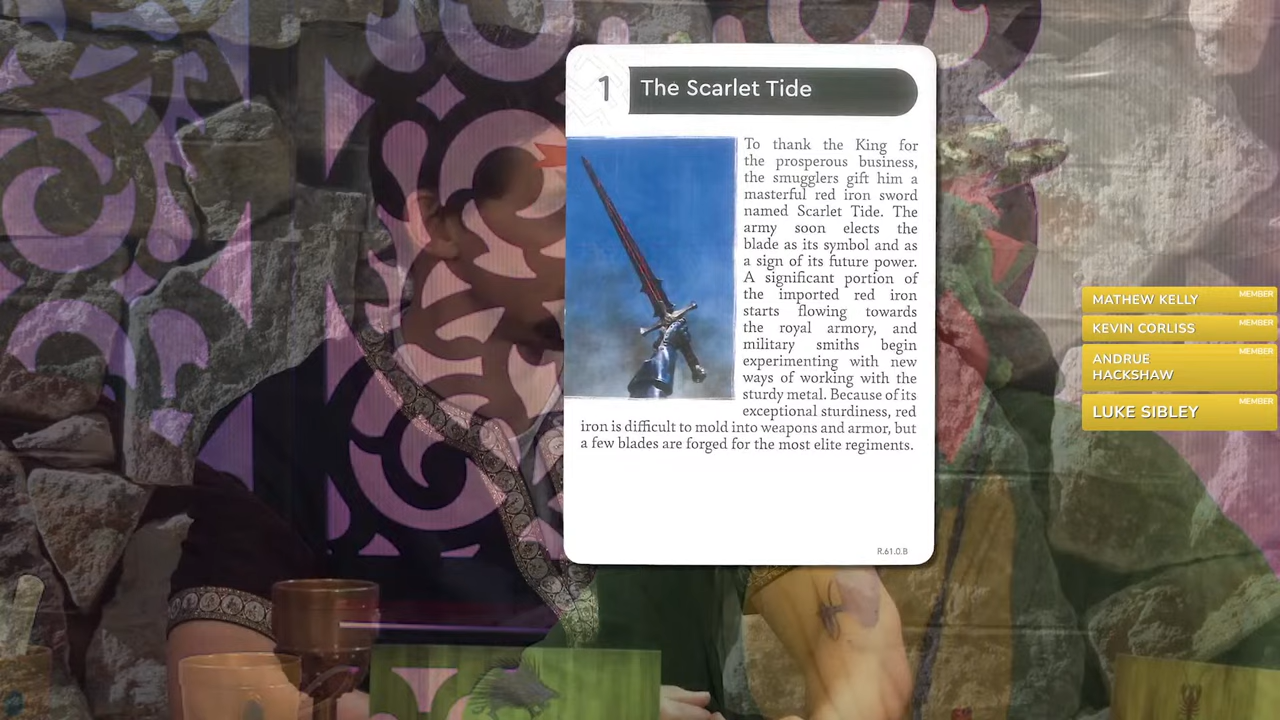 1
The Scarlet Tide
To thank the King for
the prosperous business,
the smugglers gift him a
masterful red iron sword
named Scarlet Tide. The
army soon elects the
blade as its symbol and as
a sign of its future power.
A significant portion of
the imported red iron
starts flowing towards
the royal armory, and
military smiths begin
experimenting with new
ways of working with the
sturdy metal. Because of its
exceptional sturdiness, red
iron is difficult to mold into weapons and armor, but
a few blades are forged for the most elite regiments.
R.61.0.B
MATHEW KELLY MEMBER
KEVIN CORLISS MEMBER
ANDRUE MEMBER
HACKSHAW
LUKE SIBLEY MEMBER